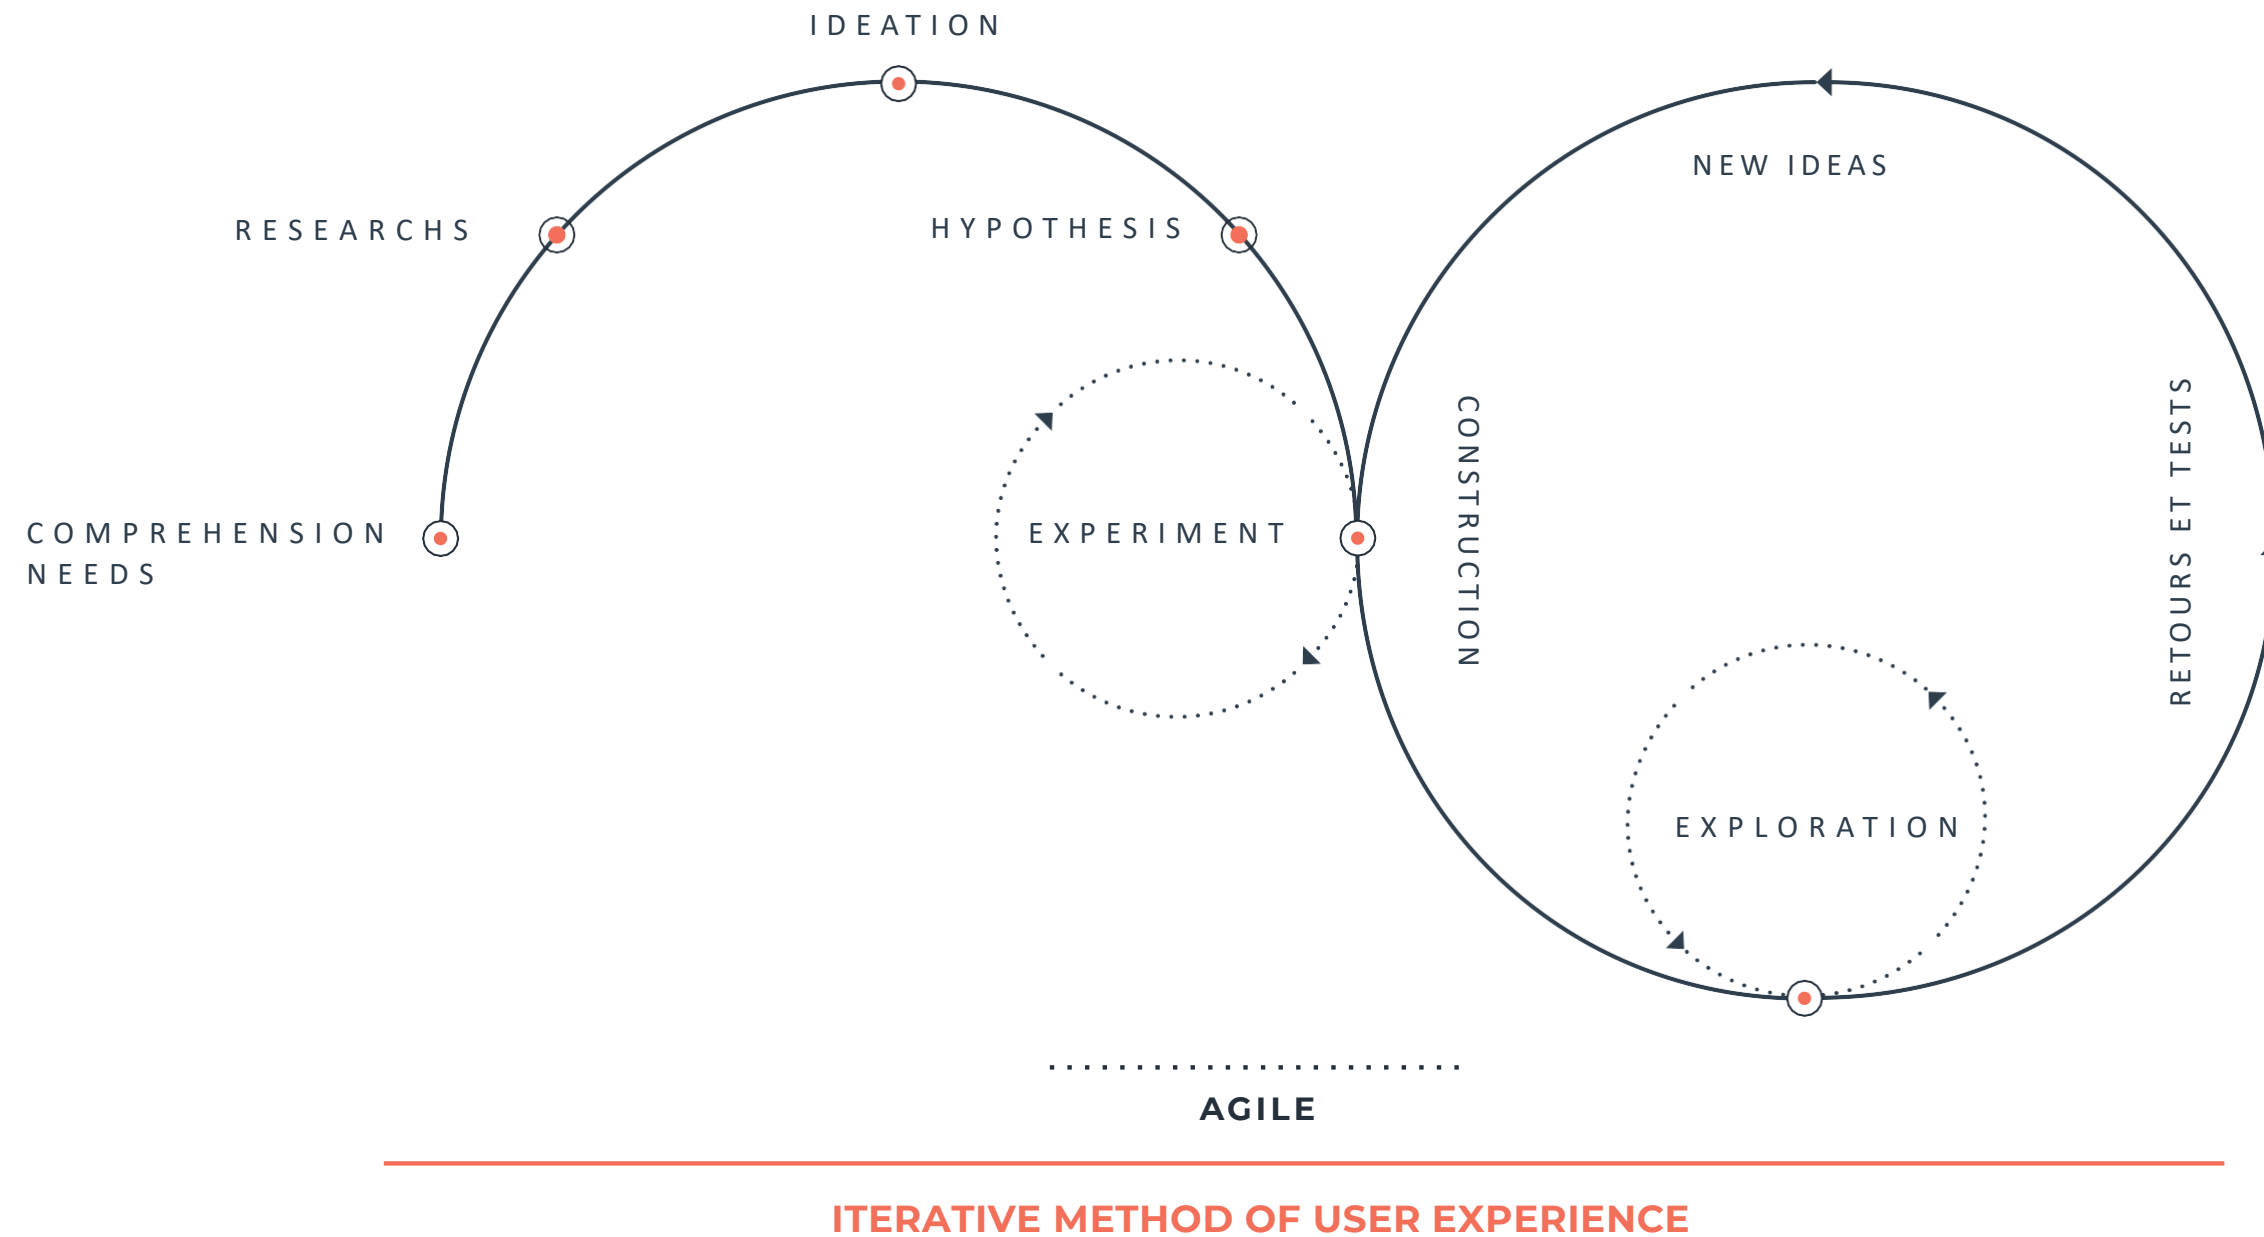 IDEATION
NEW IDEAS
RESEARCHS
HYPOTHESIS
COMPREHENSION
NEEDS
EXPERIMENT
CONSTRUCTION
RETOURS ET TESTS
EXPLORATION
AGILE
ITERATIVE METHOD OF USER EXPERIENCE